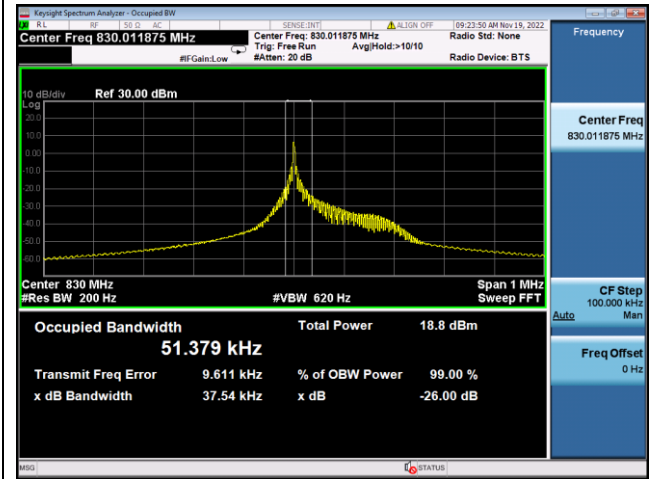 Keysight Spectrum Analyzer - Occupied BW
RL RF 50 Ω AC SENSE:INT ALIGN OFF 09:23:50 AM Nov 19, 2022
Center Freq 830.011875 MHz Center Freq: 830.011875 MHz Radio Std: None
Trig: Free Run Avg|Hold:>10/10
#IFGain:Low #Atten: 20 dB Radio Device: BTS
Frequency
10 dB/div Ref 30.00 dBm
Log
20.0
10.0
0.00
-10.0
-20.0
-30.0
-40.0
-50.0
-60.0
Center Freq
830.011875 MHz
Center 830 MHz Span 1 MHz
#Res BW 200 Hz #VBW 620 Hz Sweep FFT
CF Step
100.000 kHz
Auto Man
Occupied Bandwidth Total Power 18.8 dBm
51.379 kHz
Transmit Freq Error 9.611 kHz % of OBW Power 99.00 %
x dB Bandwidth 37.54 kHz x dB -26.00 dB
Freq Offset
0 Hz
MSG STATUS